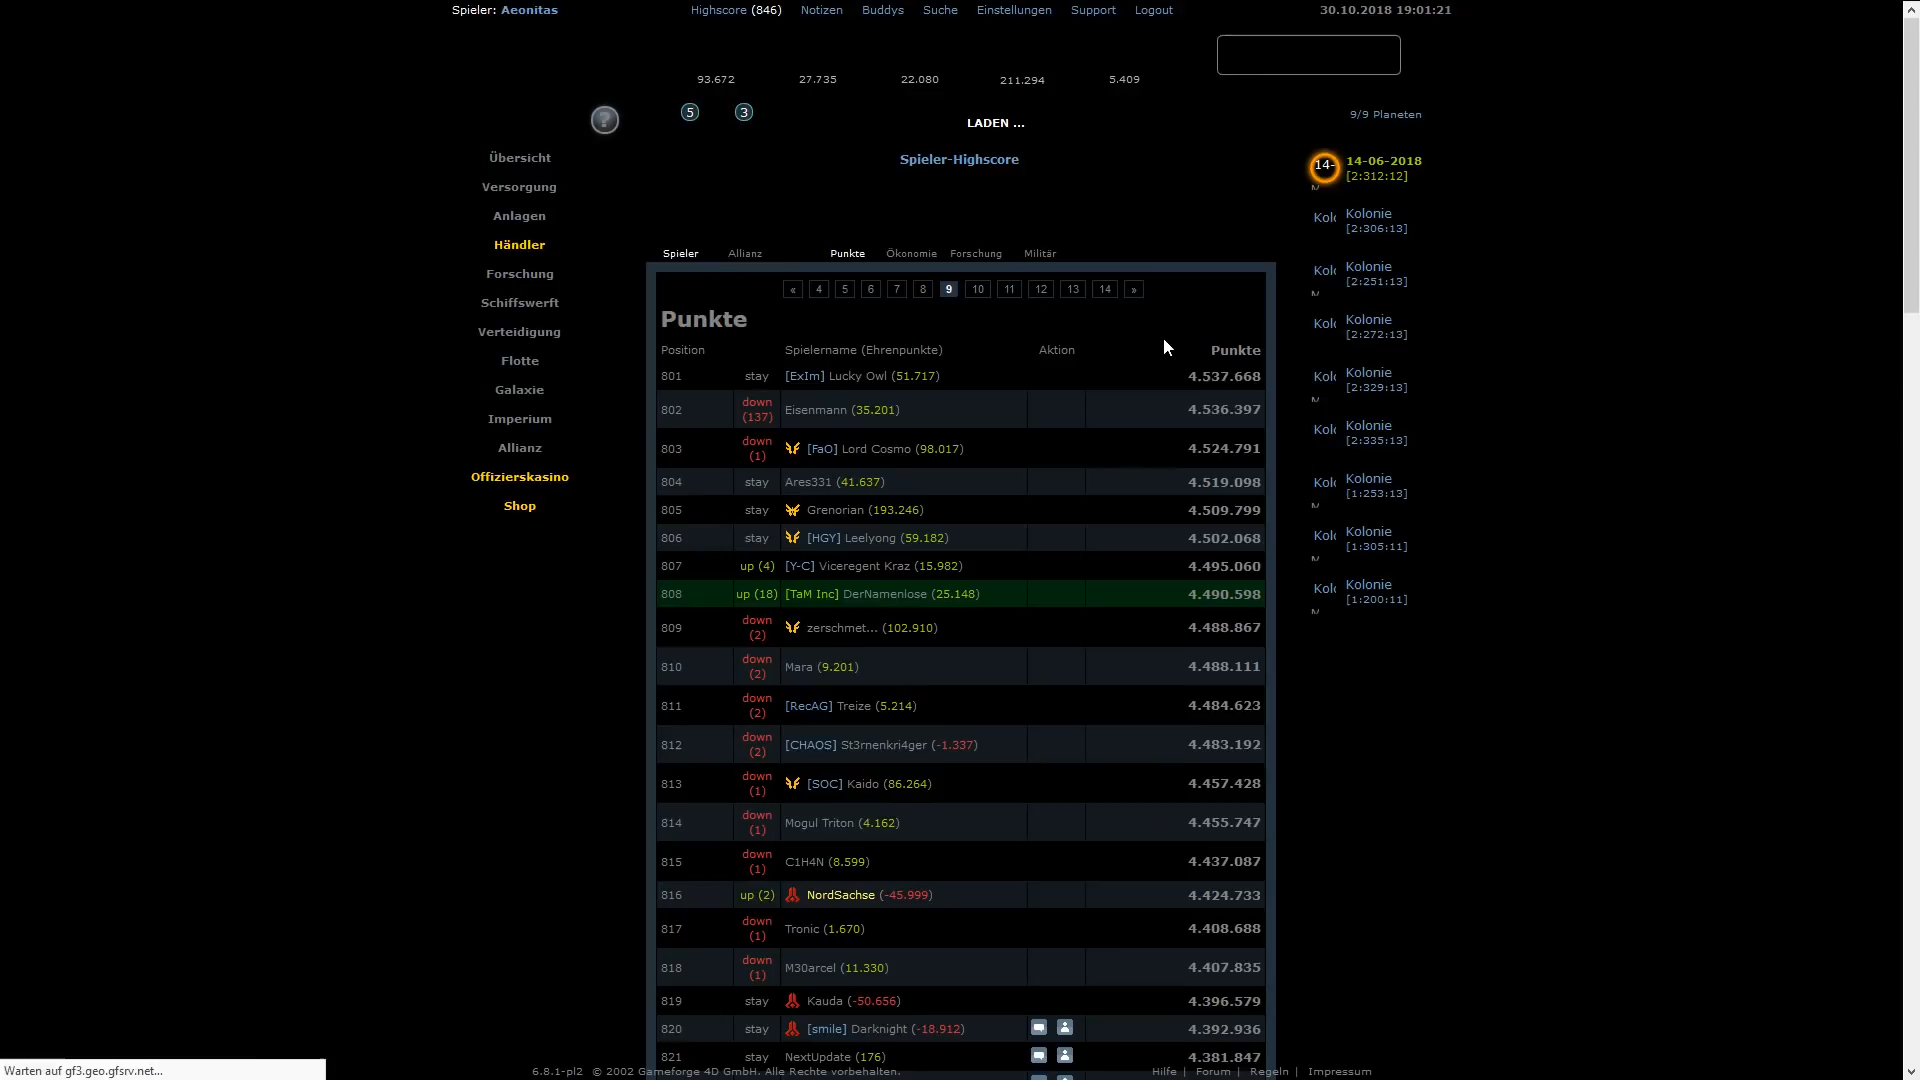 Spieler: Aeonitas Highscore (846) Notizen Buddys Suche Einstellungen Support Logout 30.10.2018 19:01:21
93.672 27.735 22.080 211.294 5.409
5 3
?
LADEN ...
9/9 Planeten
Spieler-Highscore
Übersicht
Versorgung
Anlagen
Händler
Forschung
Schiffswerft
Verteidigung
Flotte
Galaxie
Imperium
Allianz
Offizierskasino
Shop
Spieler Allianz Punkte Ökonomie Forschung Militär
« 4 5 6 7 8 9 10 11 12 13 14 »
Punkte
Position Spielername (Ehrenpunkte) Aktion Punkte
801 stay [ExIm] Lucky Owl (51.717) 4.537.668
802 down (137) Eisenmann (35.201) 4.536.397
803 down (1) [FaO] Lord Cosmo (98.017) 4.524.791
804 stay Ares331 (41.637) 4.519.098
805 stay Grenorian (193.246) 4.509.799
806 stay [HGY] Leelyong (59.182) 4.502.068
807 up (4) [Y-C] Viceregent Kraz (15.982) 4.495.060
808 up (18) [TaM Inc] DerNamenlose (25.148) 4.490.598
809 down (2) zerschmet... (102.910) 4.488.867
810 down (2) Mara (9.201) 4.488.111
811 down (2) [RecAG] Treize (5.214) 4.484.623
812 down (2) [CHAOS] St3rnenkri4ger (-1.337) 4.483.192
813 down (1) [SOC] Kaido (86.264) 4.457.428
814 down (1) Mogul Triton (4.162) 4.455.747
815 down (1) C1H4N (8.599) 4.437.087
816 up (2) NordSachse (-45.999) 4.424.733
817 down (1) Tronic (1.670) 4.408.688
818 down (1) M30arcel (11.330) 4.407.835
819 stay Kauda (-50.656) 4.396.579
820 stay [smile] Darknight (-18.912) 4.392.936
821 stay NextUpdate (176) 4.381.847
14- 14-06-2018
[2:312:12]
Kolonie
[2:306:13]
Kolonie
[2:251:13]
Kolonie
[2:272:13]
Kolonie
[2:329:13]
Kolonie
[2:335:13]
Kolonie
[1:253:13]
Kolonie
[1:305:11]
Kolonie
[1:200:11]
Warten auf gf3.geo.gfsrv.net...
6.8.1-pl2 © 2002 Gameforge 4D GmbH. Alle Rechte vorbehalten. Hilfe | Forum | Regeln | Impressum